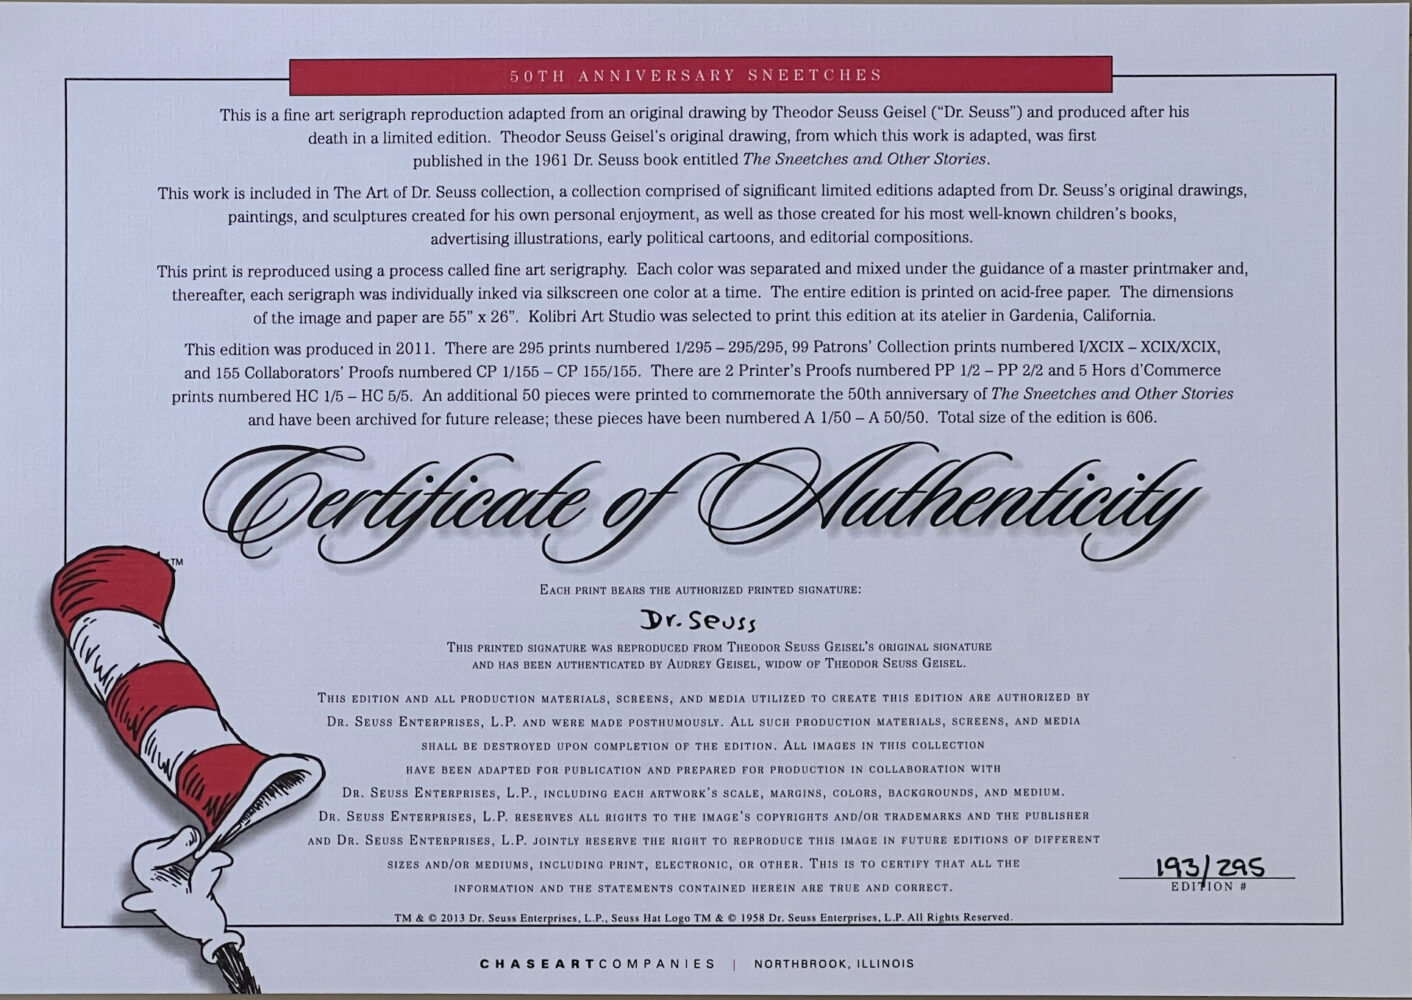 50TH ANNIVERSARY SNEETCHES
This is a fine art serigraph reproduction adapted from an original drawing by Theodor Seuss Geisel (“Dr. Seuss”) and produced after his
death in a limited edition. Theodor Seuss Geisel's original drawing, from which this work is adapted, was first
published in the 1961 Dr. Seuss book entitled The Sneetches and Other Stories.
This work is included in The Art of Dr. Seuss collection, a collection comprised of significant limited editions adapted from Dr. Seuss's original drawings,
paintings, and sculptures created for his own personal enjoyment, as well as those created for his most well-known children's books,
advertising illustrations, early political cartoons, and editorial compositions.
This print is reproduced using a process called fine art serigraphy. Each color was separated and mixed under the guidance of a master printmaker and,
thereafter, each serigraph was individually inked via silkscreen one color at a time. The entire edition is printed on acid-free paper. The dimensions
of the image and paper are 55” x 26”. Kolibri Art Studio was selected to print this edition at its atelier in Gardenia, California.
This edition was produced in 2011. There are 295 prints numbered 1/295 – 295/295, 99 Patrons' Collection prints numbered I/XCIX – XCIX/XCIX,
and 155 Collaborators' Proofs numbered CP 1/155 – CP 155/155. There are 2 Printer's Proofs numbered PP 1/2 – PP 2/2 and 5 Hors d'Commerce
prints numbered HC 1/5 – HC 5/5. An additional 50 pieces were printed to commemorate the 50th anniversary of The Sneetches and Other Stories
and have been archived for future release; these pieces have been numbered A 1/50 – A 50/50. Total size of the edition is 606.
Certificate of Authenticity
TM
EACH PRINT BEARS THE AUTHORIZED PRINTED SIGNATURE:
Dr. Seuss
THIS PRINTED SIGNATURE WAS REPRODUCED FROM THEODOR SEUSS GEISEL'S ORIGINAL SIGNATURE
AND HAS BEEN AUTHENTICATED BY AUDREY GEISEL, WIDOW OF THEODOR SEUSS GEISEL.
THIS EDITION AND ALL PRODUCTION MATERIALS, SCREENS, AND MEDIA UTILIZED TO CREATE THIS EDITION ARE AUTHORIZED BY
DR. SEUSS ENTERPRISES, L.P. AND WERE MADE POSTHUMOUSLY. ALL SUCH PRODUCTION MATERIALS, SCREENS, AND MEDIA
SHALL BE DESTROYED UPON COMPLETION OF THE EDITION. ALL IMAGES IN THIS COLLECTION
HAVE BEEN ADAPTED FOR PUBLICATION AND PREPARED FOR PRODUCTION IN COLLABORATION WITH
DR. SEUSS ENTERPRISES, L.P., INCLUDING EACH ARTWORK'S SCALE, MARGINS, COLORS, BACKGROUNDS, AND MEDIUM.
DR. SEUSS ENTERPRISES, L.P. RESERVES ALL RIGHTS TO THE IMAGE'S COPYRIGHTS AND/OR TRADEMARKS AND THE PUBLISHER
AND DR. SEUSS ENTERPRISES, L.P. JOINTLY RESERVE THE RIGHT TO REPRODUCE THIS IMAGE IN FUTURE EDITIONS OF DIFFERENT
SIZES AND/OR MEDIUMS, INCLUDING PRINT, ELECTRONIC, OR OTHER. THIS IS TO CERTIFY THAT ALL THE
INFORMATION AND THE STATEMENTS CONTAINED HEREIN ARE TRUE AND CORRECT.
193/295
EDITION #
TM & © 2013 Dr. Seuss Enterprises, L.P., Seuss Hat Logo TM & © 1958 Dr. Seuss Enterprises, L.P. All Rights Reserved.
CHASEARTCOMPANIES | NORTHBROOK, ILLINOIS